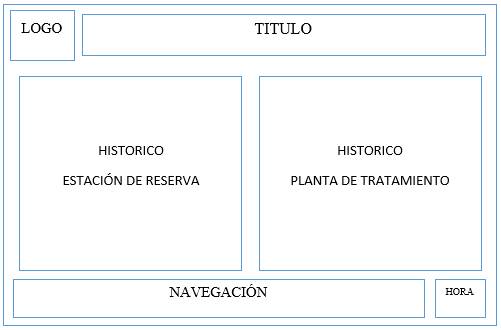 LOGO
TITULO
HISTORICO
ESTACIÓN DE RESERVA
HISTORICO
PLANTA DE TRATAMIENTO
NAVEGACIÓN
HORA